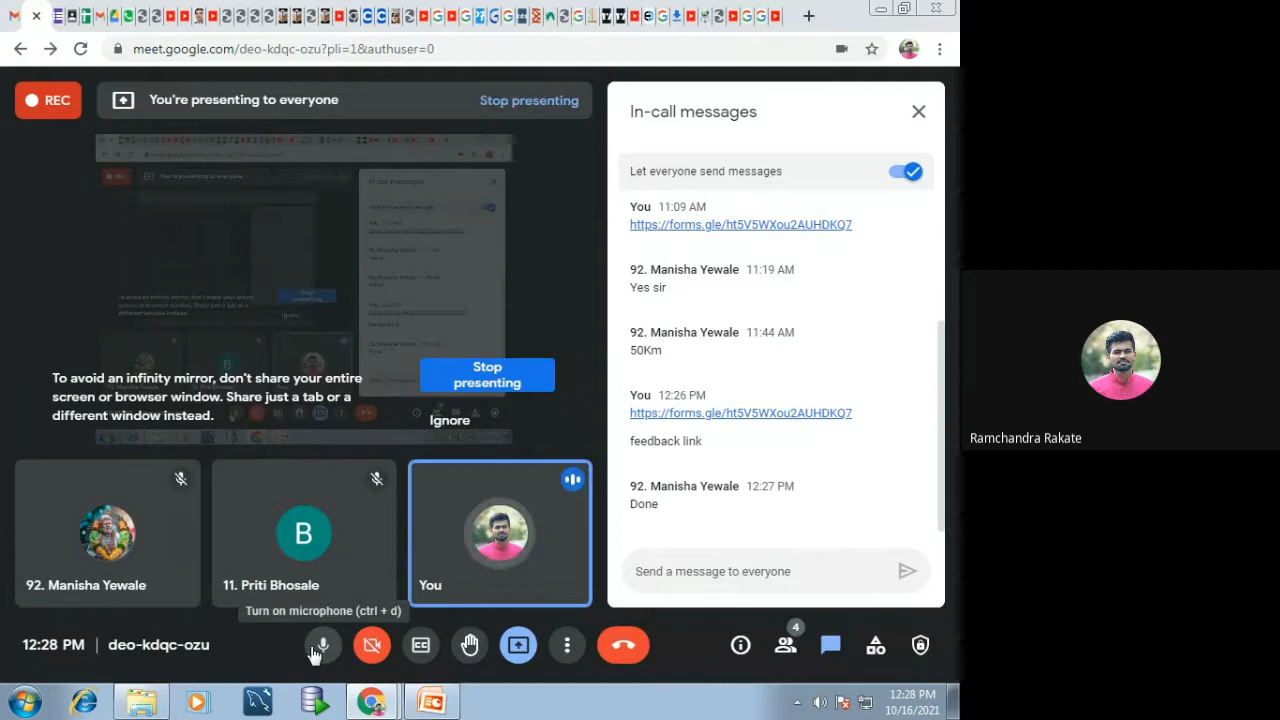 meet.google.com/deo-kdqc-ozu?pli=1&authuser=0
REC
You're presenting to everyone
Stop presenting
In-call messages
Let everyone send messages
You 11:09 AM
https://forms.gle/ht5V5WXou2AUHDKQ7
92. Manisha Yewale 11:19 AM
Yes sir
92. Manisha Yewale 11:44 AM
50Km
You 12:26 PM
https://forms.gle/ht5V5WXou2AUHDKQ7
feedback link
92. Manisha Yewale 12:27 PM
Done
Send a message to everyone
To avoid an infinity mirror, don't share your entire
screen or browser window. Share just a tab or a
different window instead.
Stop
presenting
Ignore
B
92. Manisha Yewale
11. Priti Bhosale
You
Turn on microphone (ctrl + d)
12:28 PM | deo-kdqc-ozu
4
Ramchandra Rakate
12:28 PM
10/16/2021